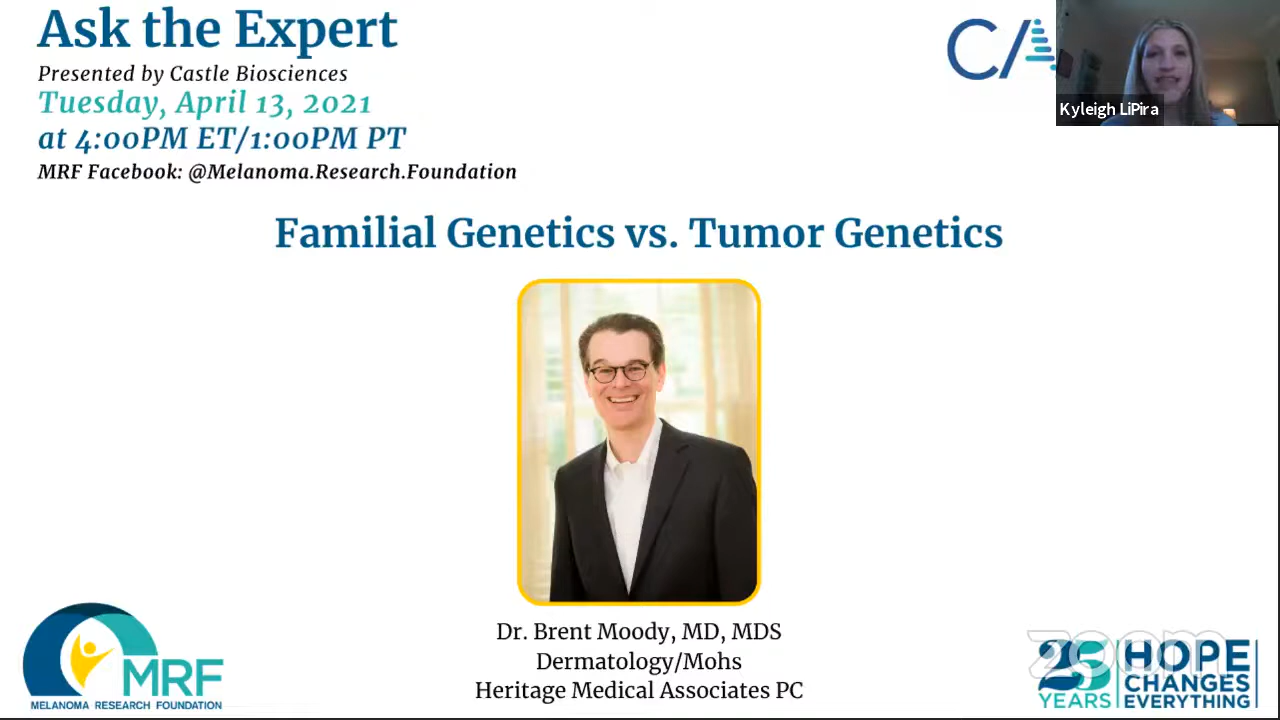 Ask the Expert
Presented by Castle Biosciences
Tuesday, April 13, 2021
at 4:00PM ET/1:00PM PT
MRF Facebook: @Melanoma.Research.Foundation
CA
Kyleigh LiPira
Familial Genetics vs. Tumor Genetics
Dr. Brent Moody, MD, MDS
Dermatology/Mohs
Heritage Medical Associates PC
MRF
MELANOMA RESEARCH FOUNDATION
zoom
25
YEARS
HOPE
CHANGES
EVERYTHING